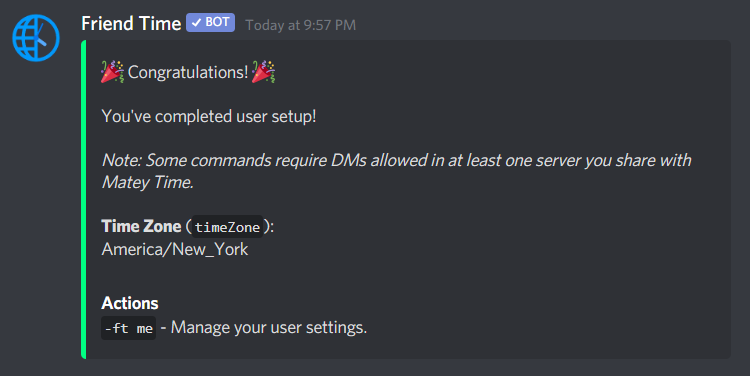 Friend Time ✓ BOT Today at 9:57 PM
🎉 Congratulations! 🎉
You've completed user setup!
Note: Some commands require DMs allowed in at least one server you share with
Matey Time.
Time Zone (timeZone):
America/New_York
Actions
-ft me - Manage your user settings.